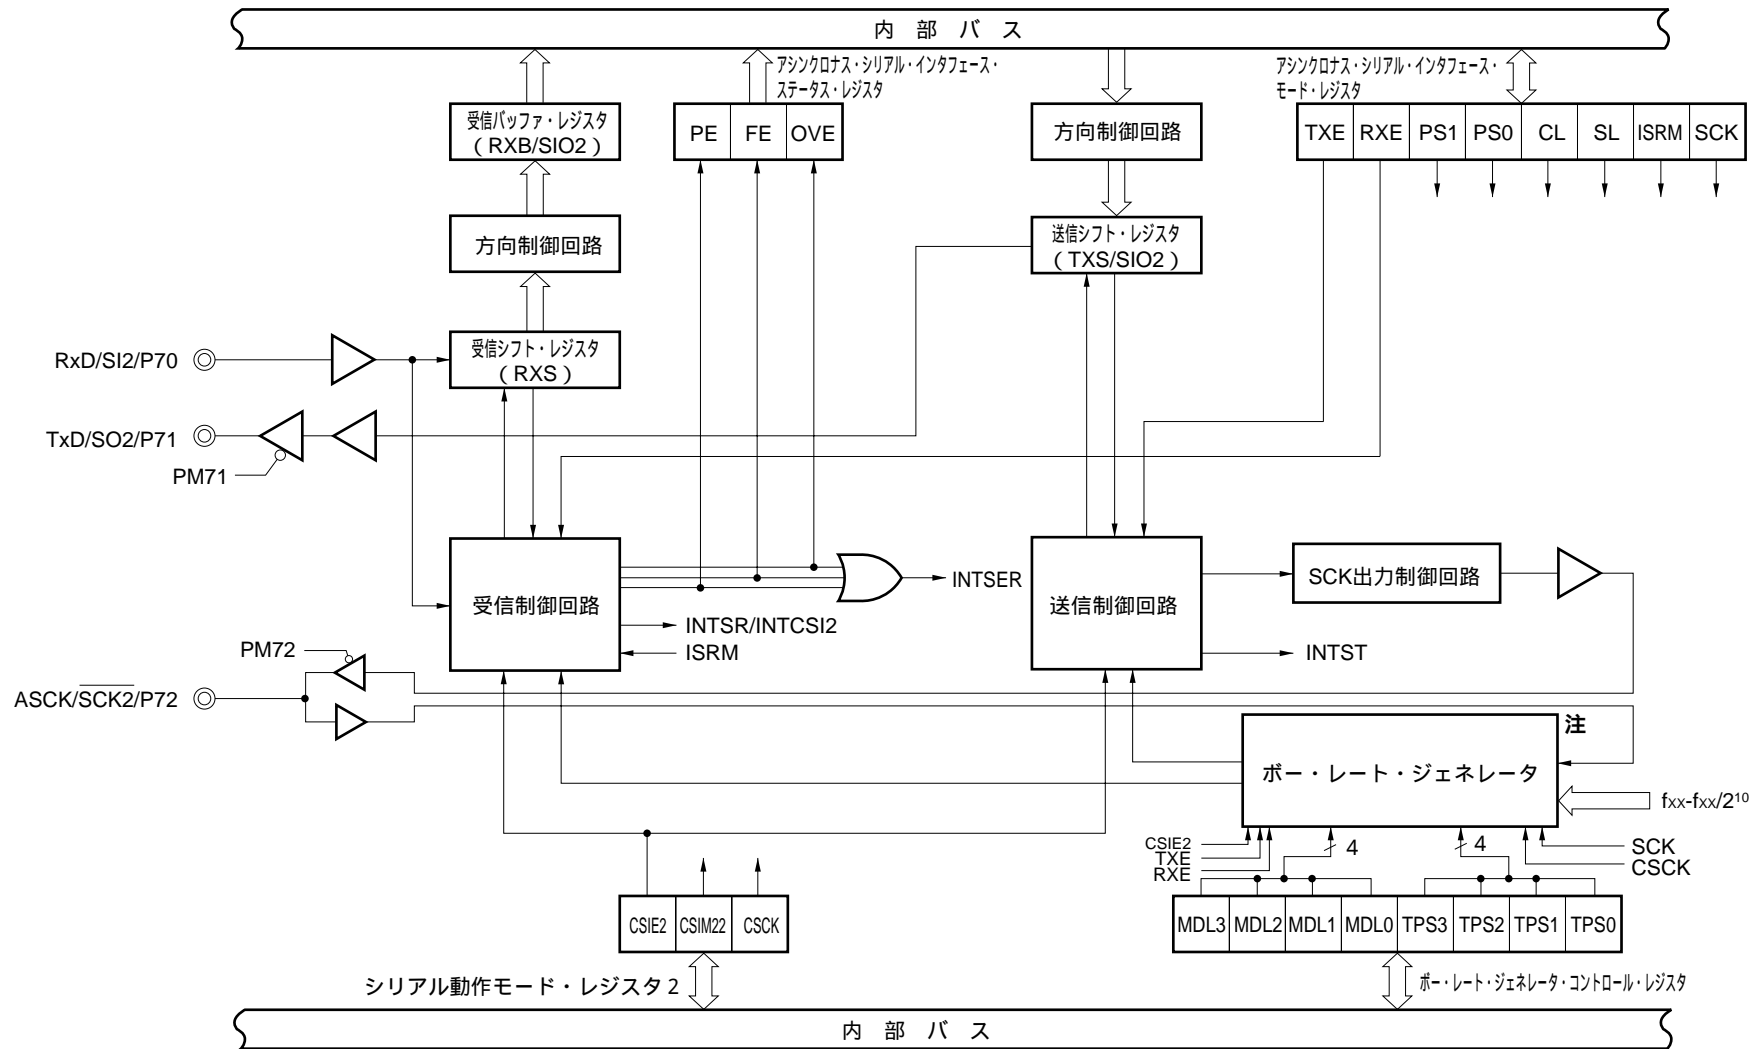 内 部 バ ス
アシンクロナス・シリアル・インタフェース・
ステータス・レジスタ
アシンクロナス・シリアル・インタフェース・
モード・レジスタ
受信バッファ・レジスタ
（RXB/SIO2）
PE FE OVE
方向制御回路
TXE RXE PS1 PS0 CL SL ISRM SCK
方向制御回路
送信シフト・レジスタ
（TXS/SIO2）
RxD/SI2/P70
受信シフト・レジスタ
（RXS）
TxD/SO2/P71
PM71
受信制御回路
INTSER
INTSR/INTCSI2
ISRM
送信制御回路
SCK出力制御回路
INTST
PM72
ASCK/SCK2/P72
注
ボー・レート・ジェネレータ
fxx-fxx/2¹⁰
CSIE2
TXE
RXE
4
4
SCK
CSCK
CSIE2 CSIM22 CSCK
MDL3 MDL2 MDL1 MDL0 TPS3 TPS2 TPS1 TPS0
シリアル動作モード・レジスタ2
ボー・レート・ジェネレータ・コントロール・レジスタ
内 部 バ ス